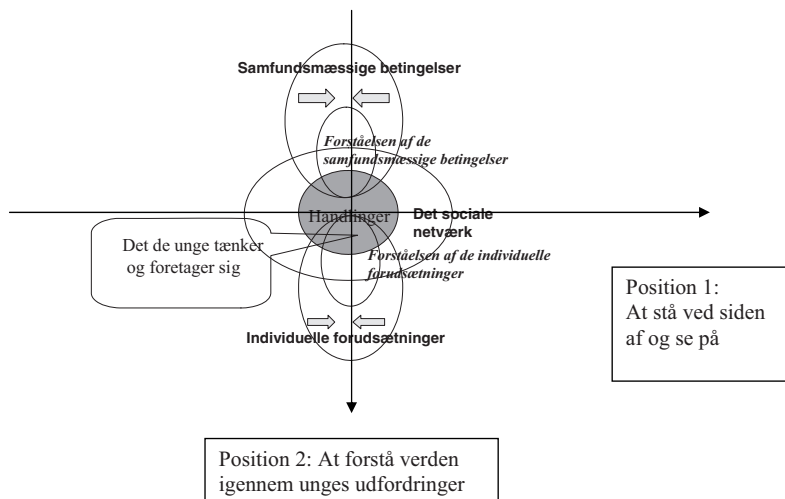 Samfundsmæssige betingelser
Forståelsen af de
samfundsmæssige betingelser
Handlinger
Det sociale
netværk
Det de unge tænker
og foretager sig
Forståelsen af de individuelle
forudsætninger
Individuelle forudsætninger
Position 1:
At stå ved siden
af og se på
Position 2: At forstå verden
igennem unges udfordringer